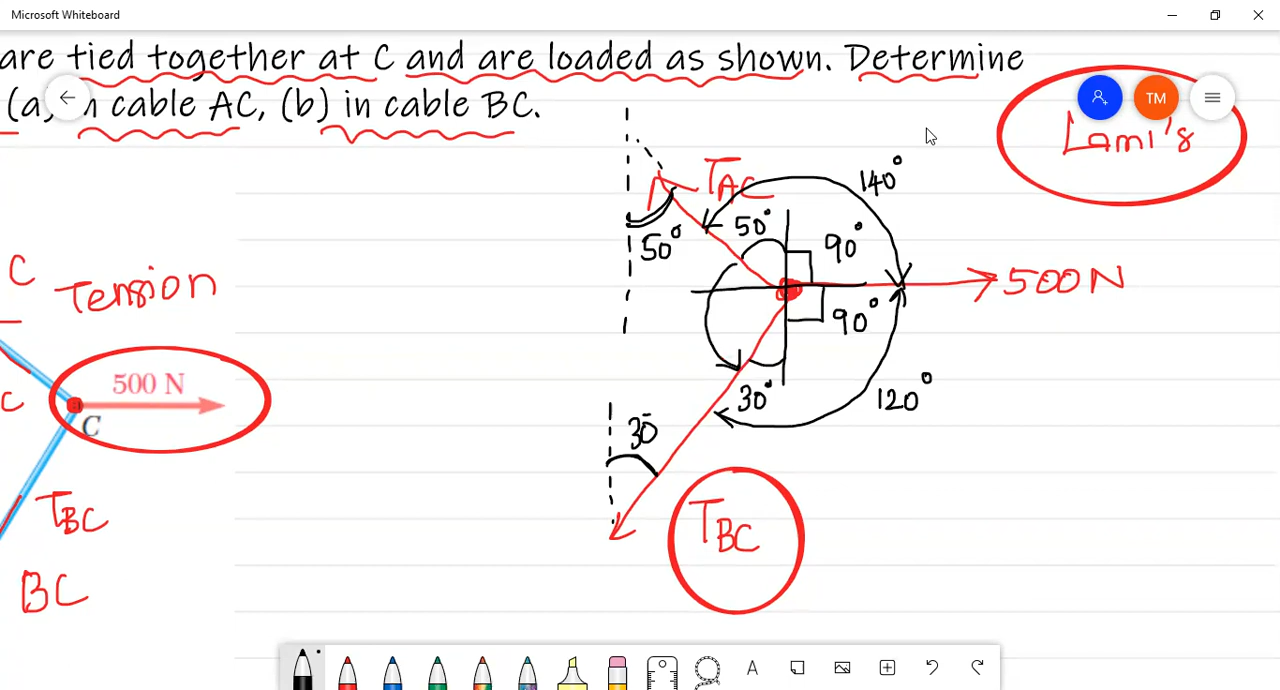 Microsoft Whiteboard
are tied together at C and are loaded as shown. Determine
in cable AC, (b) in cable BC.
TM
Lami's
TAC
140°
50°
90°
50°
C
Tension
500N
90°
500 N
C
C
30°
120°
30
TBC
TBC
BC
A